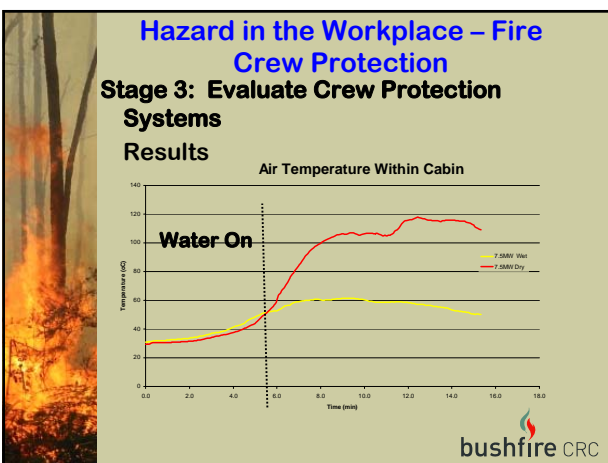 Hazard in the Workplace – Fire
Crew Protection
Stage 3: Evaluate Crew Protection
Systems
Results
Air Temperature Within Cabin
140
120
100
80
60
40
20
0
Temperature (oC)
Water On
7.5MW Wet
7.5MW Dry
0.0 2.0 4.0 6.0 8.0 10.0 12.0 14.0 16.0 18.0
Time (min)
bushfire CRC